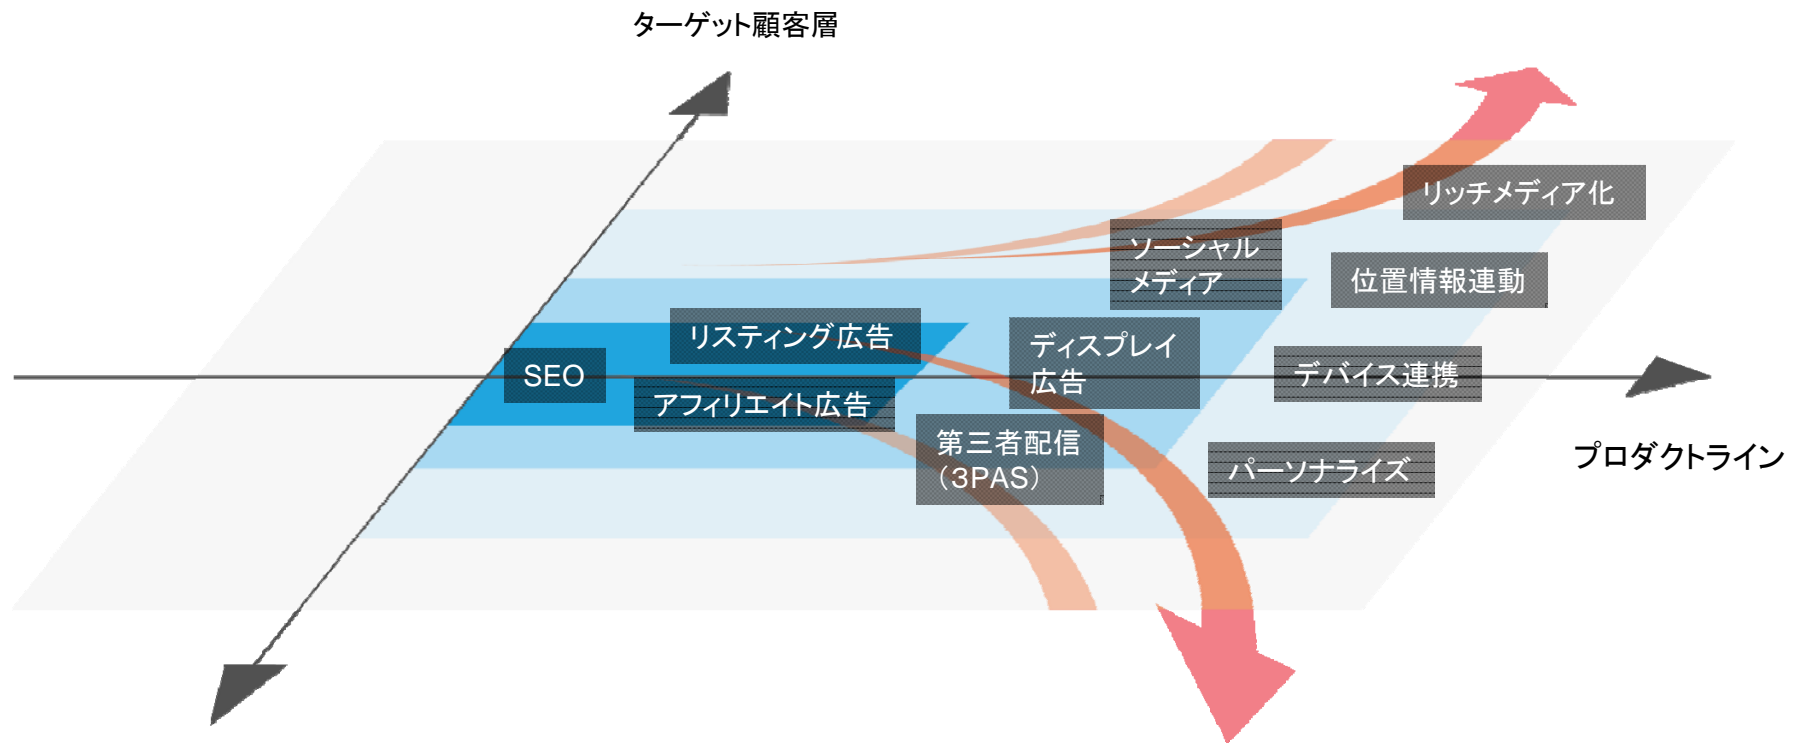 ターゲット顧客層
リッチメディア化
ソーシャル
メディア
位置情報連動
リスティング広告
ディスプレイ
広告
SEO
デバイス連携
アフィリエイト広告
第三者配信
（3PAS）
パーソナライズ
プロダクトライン